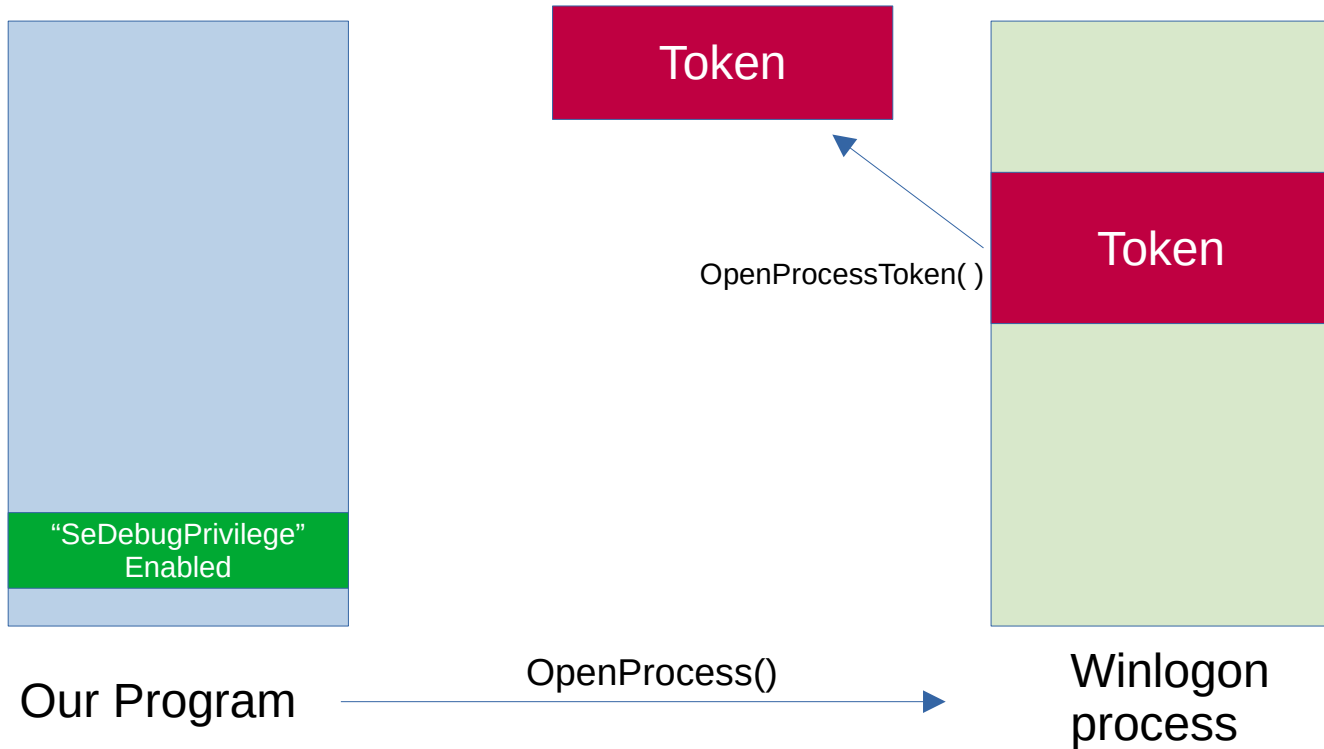 Token
Token
OpenProcessToken( )
“SeDebugPrivilege”
Enabled
Our Program
OpenProcess()
Winlogon
process